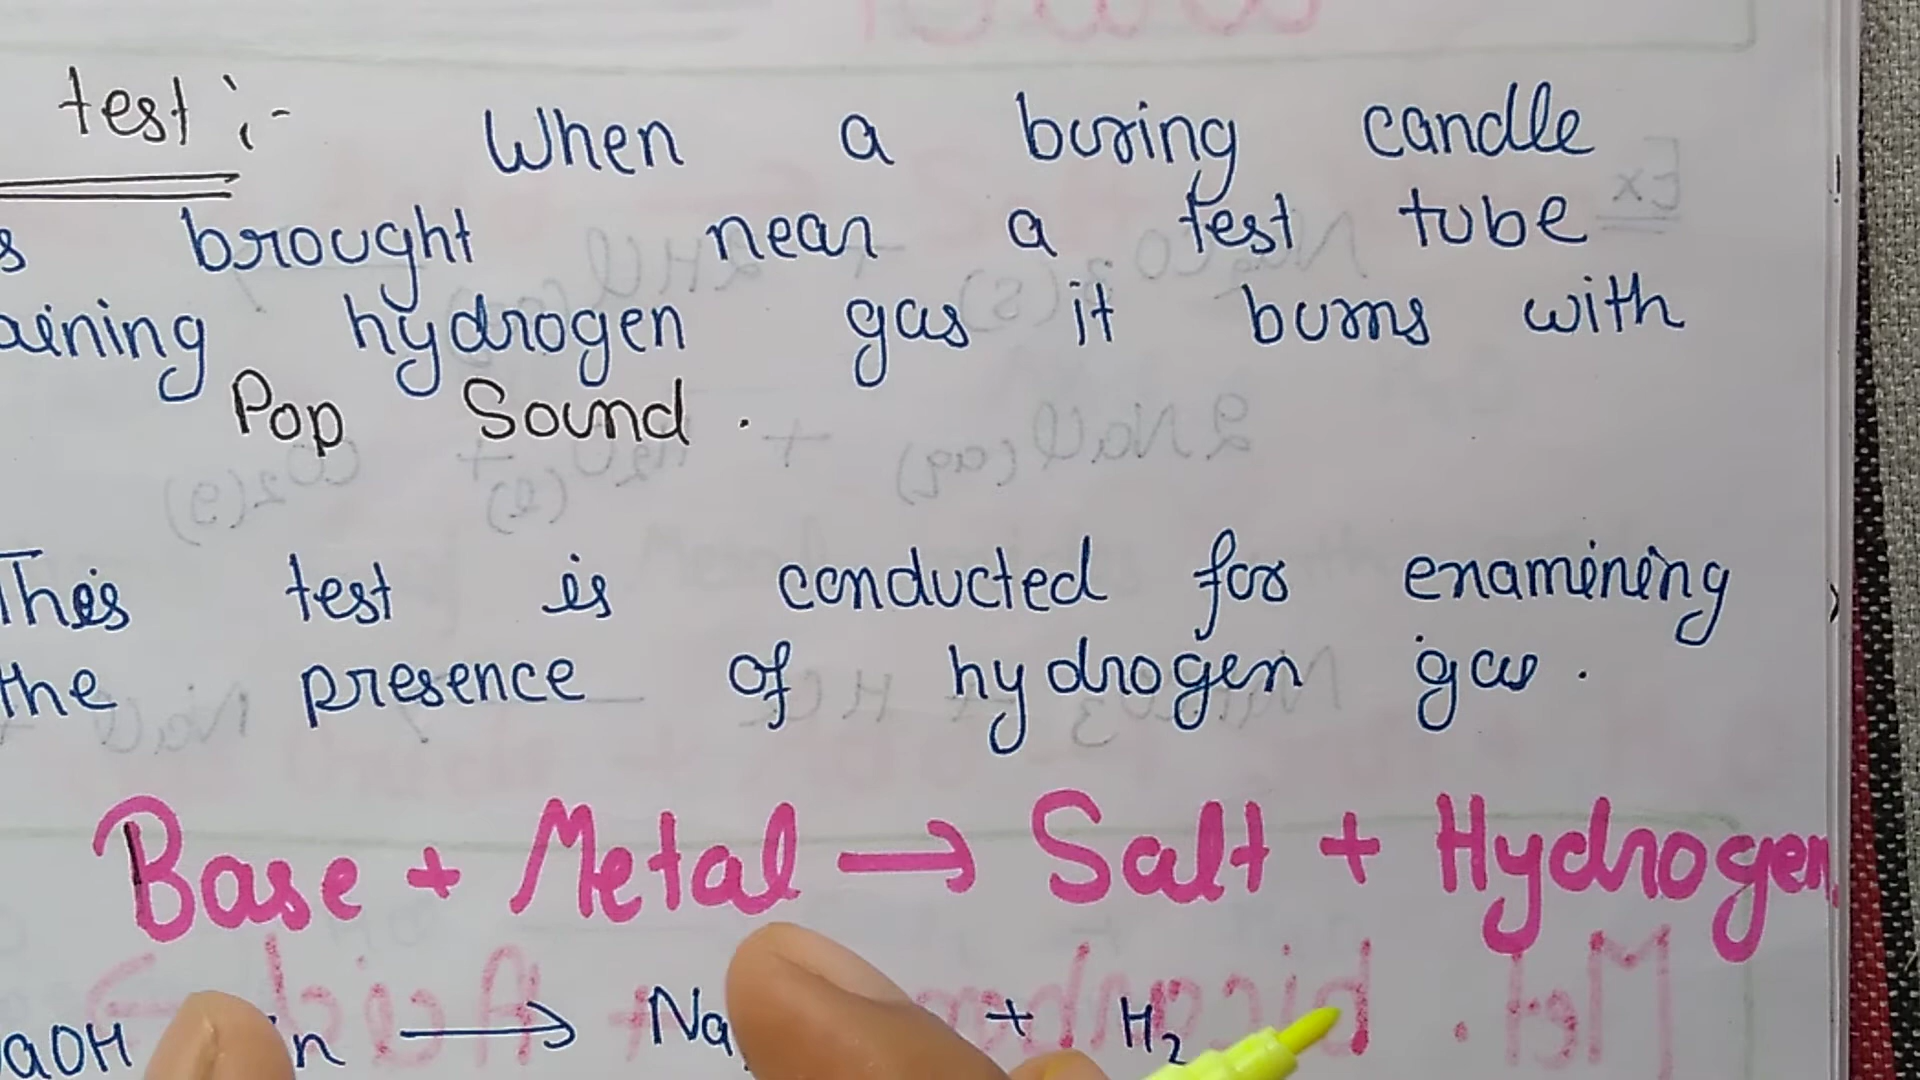 test :-
When a buring candle
s brought near a test tube
aining hydrogen gas it burns with
Pop Sound .
This test is conducted for enamining
the presence of hydrogen gas .
Base + Metal → Salt + Hydrogen
aOH n → Na + H₂